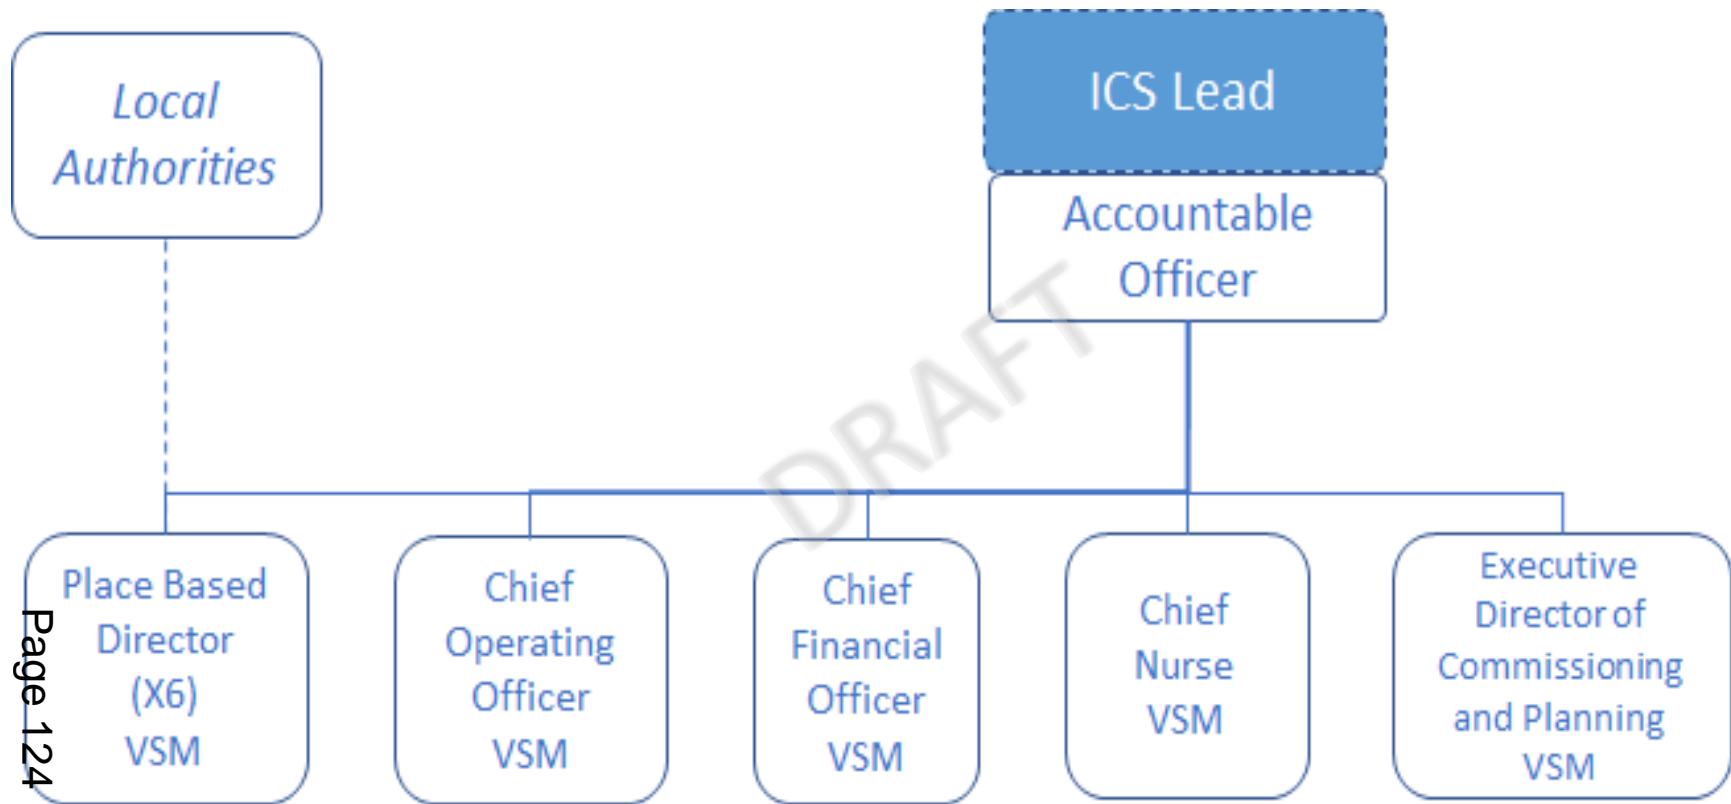 Local
Authorities
ICS Lead
Accountable
Officer
DRAFT
Place Based
Director
(X6)
VSM
Chief
Operating
Officer
VSM
Chief
Financial
Officer
VSM
Chief
Nurse
VSM
Executive
Director of
Commissioning
and Planning
VSM
Page 124